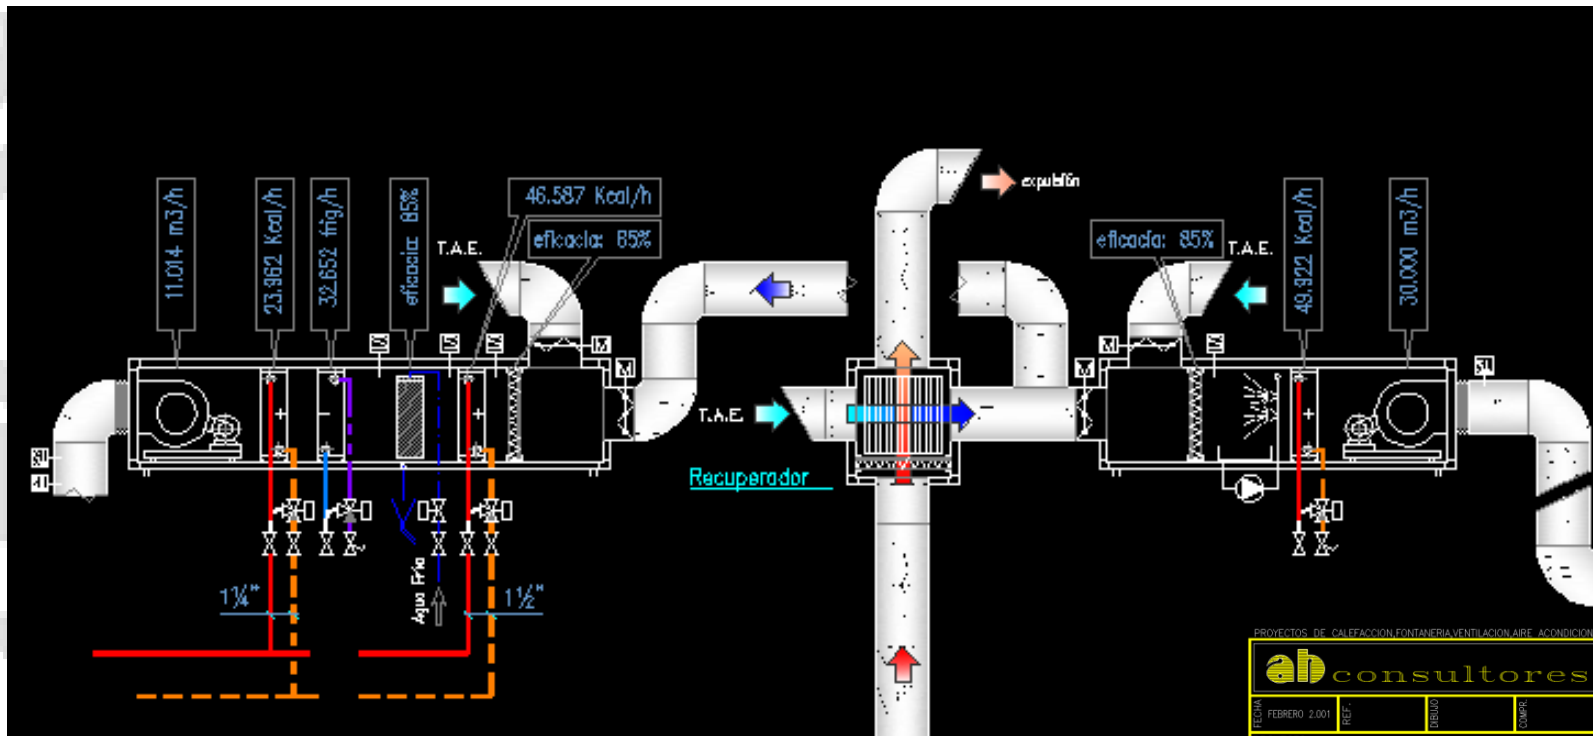 11.014 m3/h
23.962 Kcal/h
32.652 frig/h
eficacia: 85%
46.587 Kcal/h
eficacia: 85%
T.A.E.
expulsión
eficacia: 85%
T.A.E.
49.922 Kcal/h
30.000 m3/h
M
M
M
T.A.E.
Recuperador
Agua Fría
1¼"
1½"
PROYECTOS DE CALEFACCION,FONTANERIA,VENTILACION,AIRE ACONDICION
ab consultores
FECHA
FEBRERO 2.001
REF.
DIBUJO
COMPR.